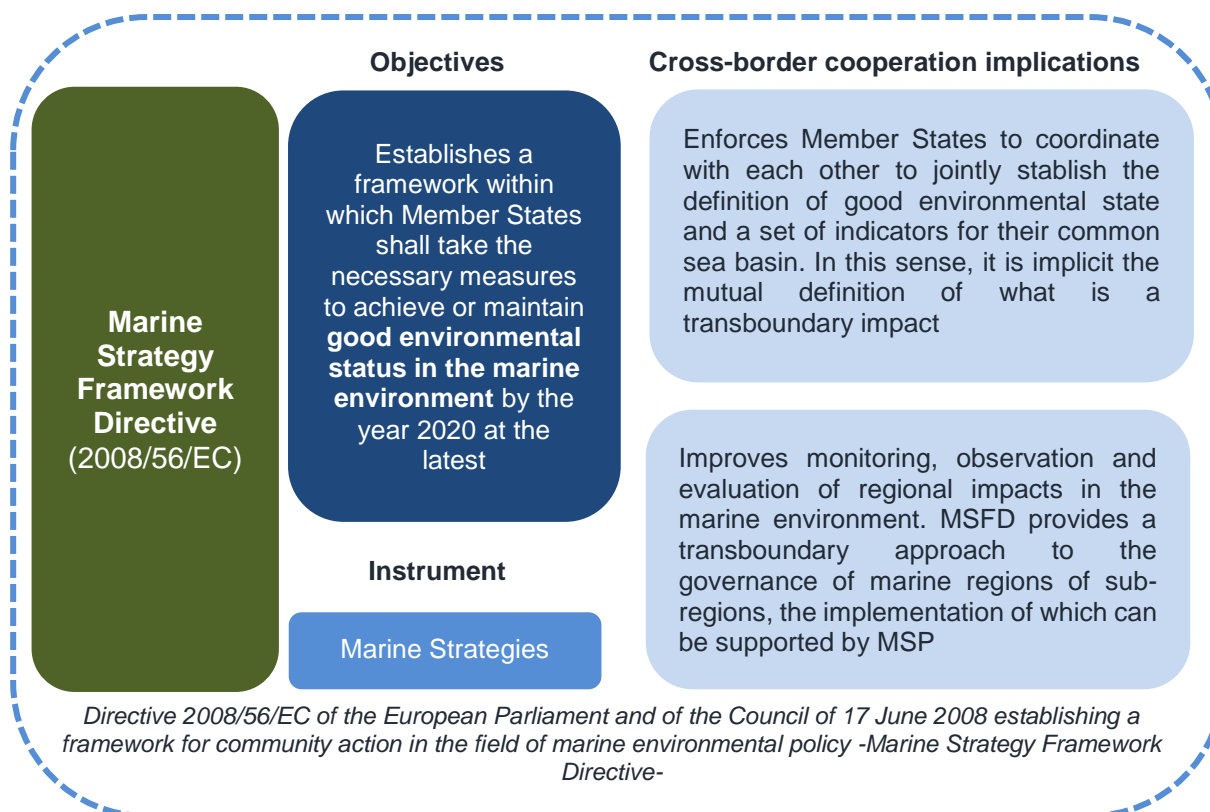 Objectives
Cross-border cooperation implications
Marine
Strategy
Framework
Directive
(2008/56/EC)
Establishes a
framework within
which Member States
shall take the
necessary measures
to achieve or maintain
good environmental
status in the marine
environment by the
year 2020 at the
latest
Instrument
Marine Strategies
Enforces Member States to coordinate
with each other to jointly stablish the
definition of good environmental state
and a set of indicators for their common
sea basin. In this sense, it is implicit the
mutual definition of what is a
transboundary impact
Improves monitoring, observation and
evaluation of regional impacts in the
marine environment. MSFD provides a
transboundary approach to the
governance of marine regions of sub-
regions, the implementation of which can
be supported by MSP
Directive 2008/56/EC of the European Parliament and of the Council of 17 June 2008 establishing a
framework for community action in the field of marine environmental policy -Marine Strategy Framework
Directive-